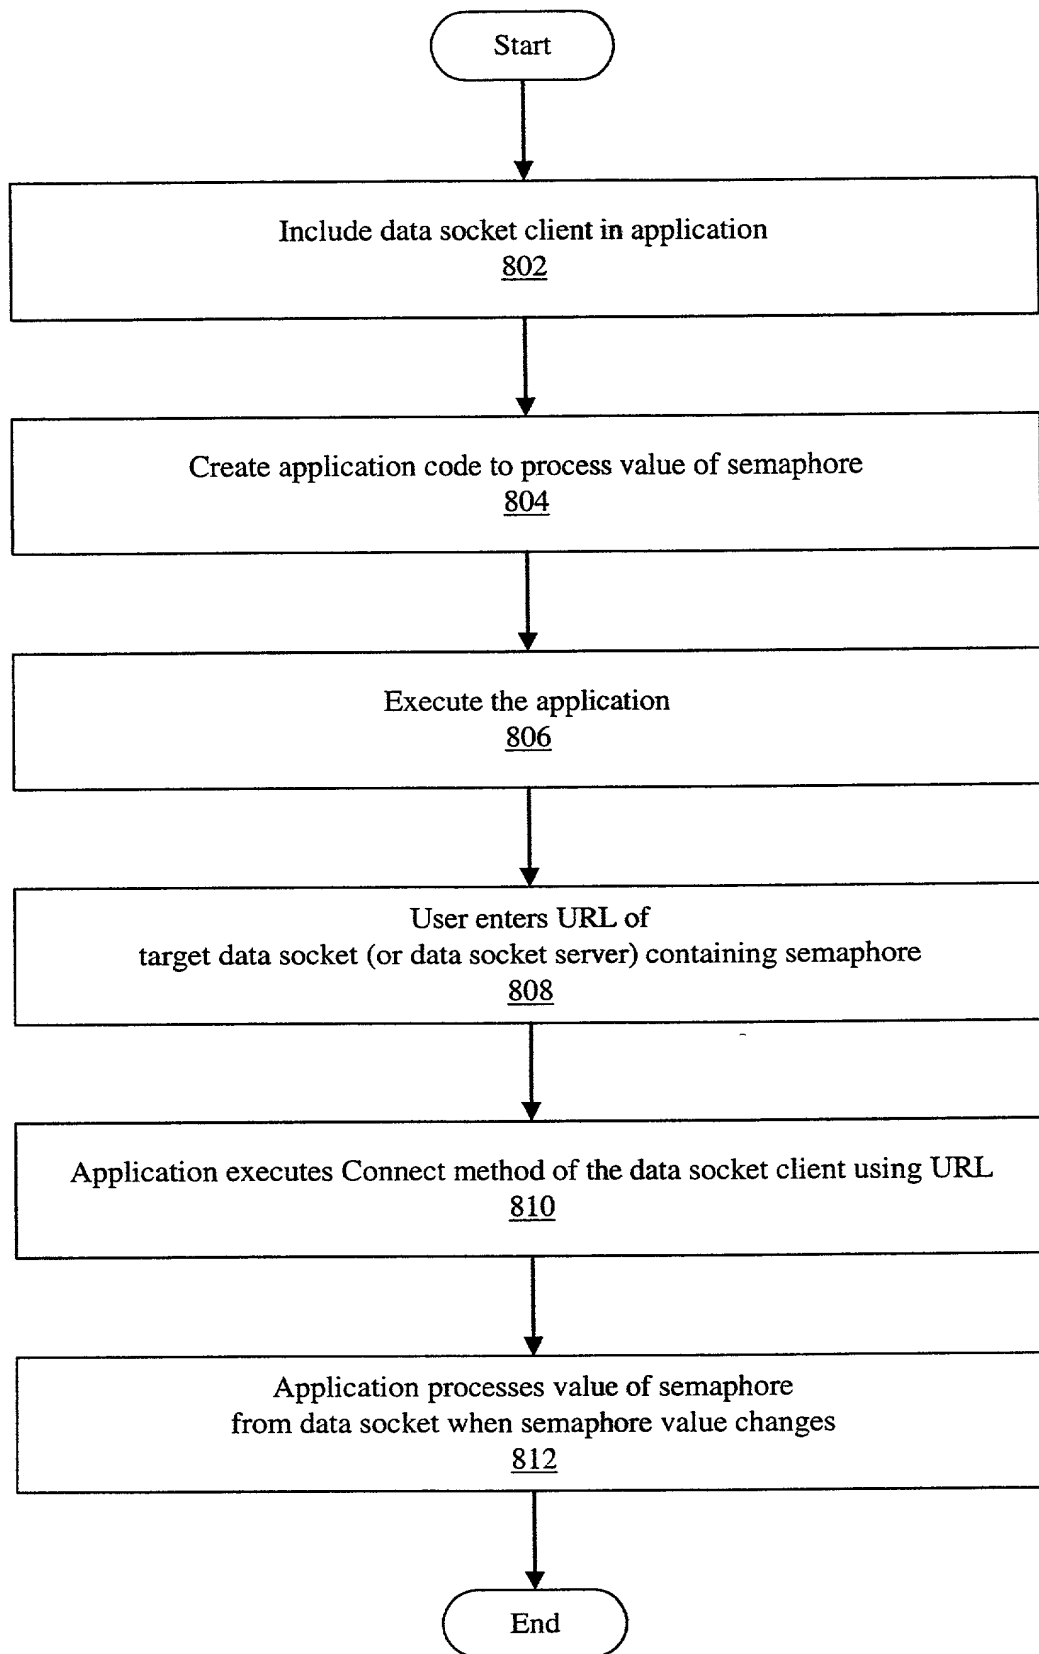 Start
Include data socket client in application
802
Create application code to process value of semaphore
804
Execute the application
806
User enters URL of
target data socket (or data socket server) containing semaphore
808
Application executes Connect method of the data socket client using URL
810
Application processes value of semaphore
from data socket when semaphore value changes
812
End